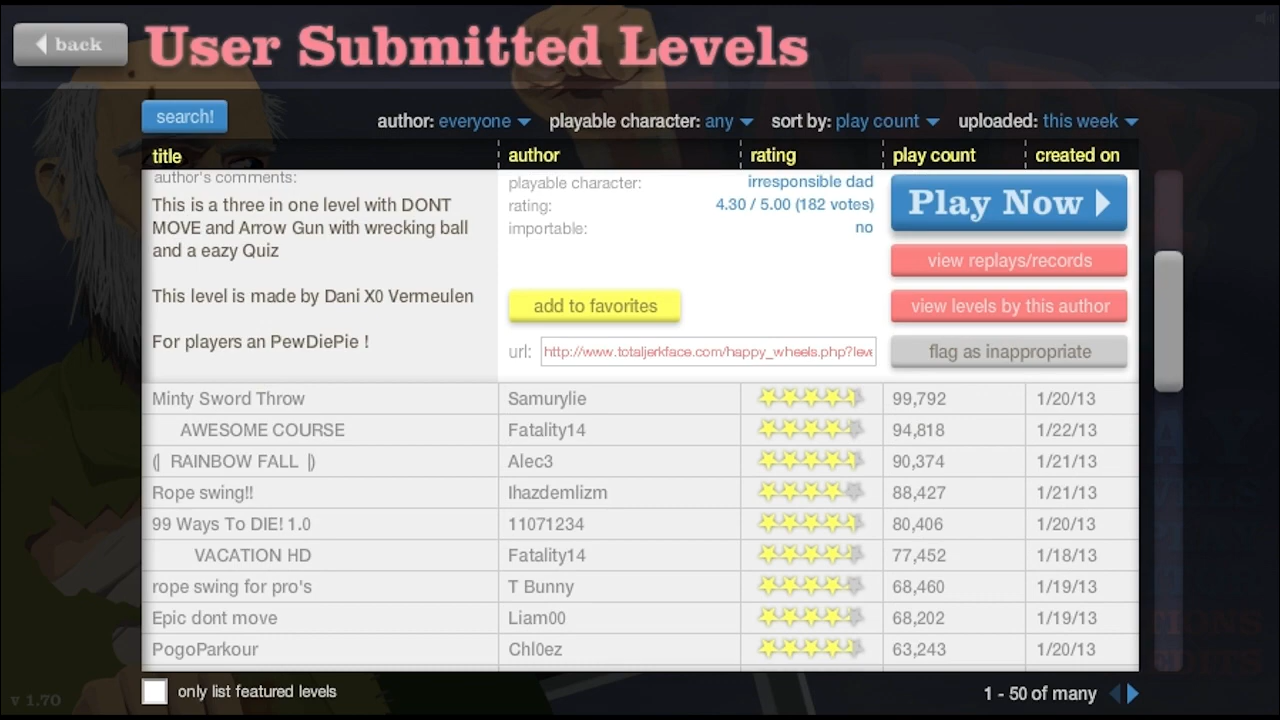 back
User Submitted Levels
search!
author: everyone playable character: any sort by: play count uploaded: this week
title author rating play count created on
author's comments:
This is a three in one level with DONT
MOVE and Arrow Gun with wrecking ball
and a eazy Quiz
This level is made by Dani X0 Vermeulen
For players an PewDiePie !
playable character: irresponsible dad
rating: 4.30 / 5.00 (182 votes)
importable: no
add to favorites
url: http://www.totaljerkface.com/happy_wheels.php?leve
Play Now
view replays/records
view levels by this author
flag as inappropriate
Minty Sword Throw Samurylie 99,792 1/20/13
AWESOME COURSE Fatality14 94,818 1/22/13
(| RAINBOW FALL |) Alec3 90,374 1/21/13
Rope swing!! Ihazdemlizm 88,427 1/21/13
99 Ways To DIE! 1.0 11071234 80,406 1/20/13
VACATION HD Fatality14 77,452 1/18/13
rope swing for pro's T Bunny 68,460 1/19/13
Epic dont move Liam00 68,202 1/19/13
PogoParkour Chl0ez 63,243 1/20/13
only list featured levels
1 - 50 of many
v 1.70